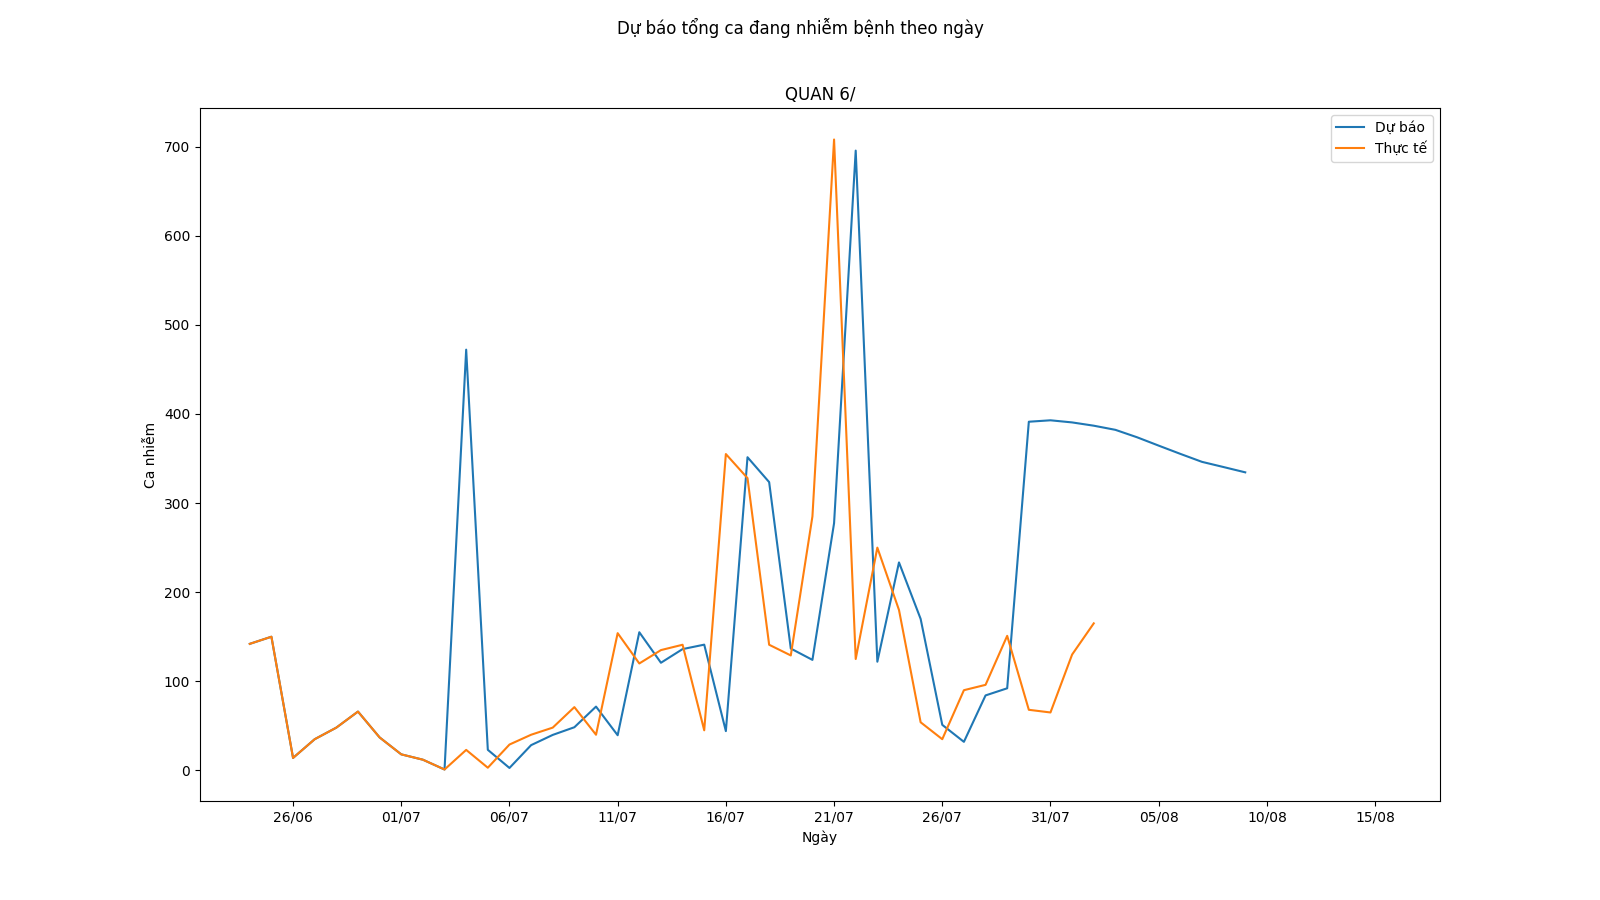 Dự báo tổng ca đang nhiễm bệnh theo ngày
QUAN 6/
Dự báo
Thực tế
700
600
500
400
300
200
100
0
Ca nhiễm
26/06 01/07 06/07 11/07 16/07 21/07 26/07 31/07 05/08 10/08 15/08
Ngày